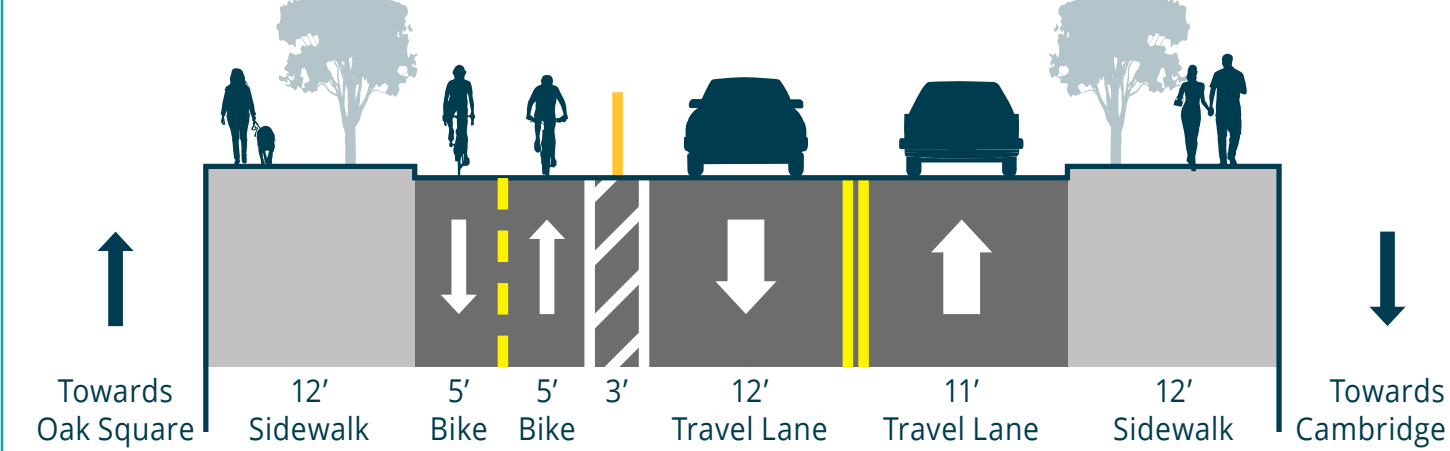 Towards
Oak Square
12’
Sidewalk
5’
Bike
5’
Bike
3’
12’
Travel Lane
11’
Travel Lane
12’
Sidewalk
Towards
Cambridge